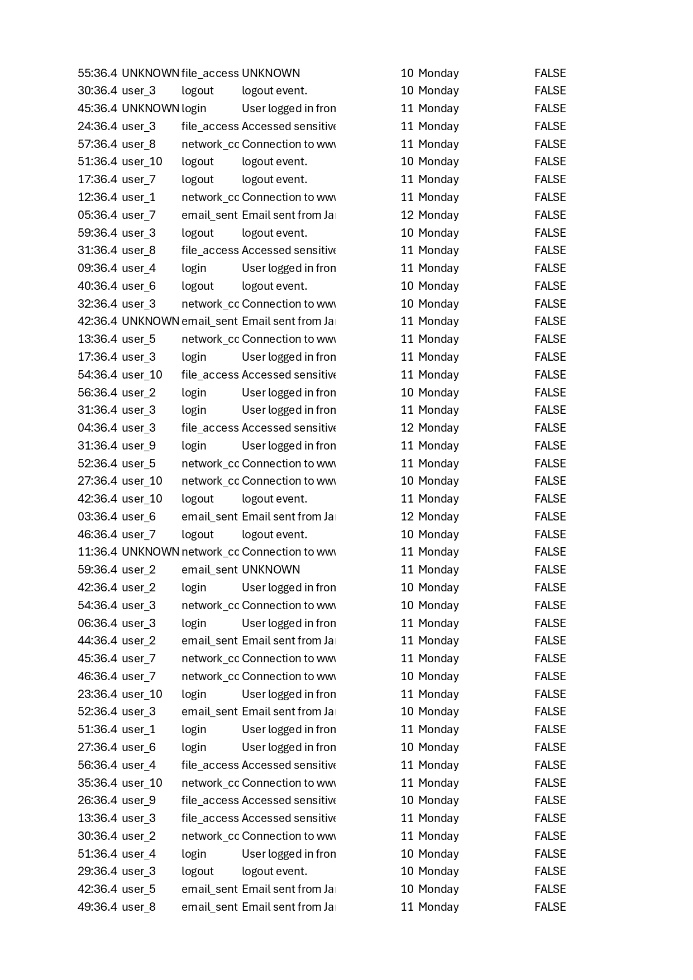 55:36.4 UNKNOWN file_access UNKNOWN 10 Monday FALSE
30:36.4 user_3 logout logout event. 10 Monday FALSE
45:36.4 UNKNOWN login User logged in fron 11 Monday FALSE
24:36.4 user_3 file_access Accessed sensitive 11 Monday FALSE
57:36.4 user_8 network_cc Connection to ww 11 Monday FALSE
51:36.4 user_10 logout logout event. 10 Monday FALSE
17:36.4 user_7 logout logout event. 11 Monday FALSE
12:36.4 user_1 network_cc Connection to ww 11 Monday FALSE
05:36.4 user_7 email_sent Email sent from Ja 12 Monday FALSE
59:36.4 user_3 logout logout event. 10 Monday FALSE
31:36.4 user_8 file_access Accessed sensitive 11 Monday FALSE
09:36.4 user_4 login User logged in fron 11 Monday FALSE
40:36.4 user_6 logout logout event. 10 Monday FALSE
32:36.4 user_3 network_cc Connection to ww 10 Monday FALSE
42:36.4 UNKNOWN email_sent Email sent from Ja 11 Monday FALSE
13:36.4 user_5 network_cc Connection to ww 11 Monday FALSE
17:36.4 user_3 login User logged in fron 11 Monday FALSE
54:36.4 user_10 file_access Accessed sensitive 11 Monday FALSE
56:36.4 user_2 login User logged in fron 10 Monday FALSE
31:36.4 user_3 login User logged in fron 11 Monday FALSE
04:36.4 user_3 file_access Accessed sensitive 12 Monday FALSE
31:36.4 user_9 login User logged in fron 11 Monday FALSE
52:36.4 user_5 network_cc Connection to ww 11 Monday FALSE
27:36.4 user_10 network_cc Connection to ww 10 Monday FALSE
42:36.4 user_10 logout logout event. 11 Monday FALSE
03:36.4 user_6 email_sent Email sent from Ja 12 Monday FALSE
46:36.4 user_7 logout logout event. 10 Monday FALSE
11:36.4 UNKNOWN network_cc Connection to ww 11 Monday FALSE
59:36.4 user_2 email_sent UNKNOWN 11 Monday FALSE
42:36.4 user_2 login User logged in fron 10 Monday FALSE
54:36.4 user_3 network_cc Connection to ww 10 Monday FALSE
06:36.4 user_3 login User logged in fron 11 Monday FALSE
44:36.4 user_2 email_sent Email sent from Ja 11 Monday FALSE
45:36.4 user_7 network_cc Connection to ww 11 Monday FALSE
46:36.4 user_7 network_cc Connection to ww 10 Monday FALSE
23:36.4 user_10 login User logged in fron 11 Monday FALSE
52:36.4 user_3 email_sent Email sent from Ja 10 Monday FALSE
51:36.4 user_1 login User logged in fron 11 Monday FALSE
27:36.4 user_6 login User logged in fron 10 Monday FALSE
56:36.4 user_4 file_access Accessed sensitive 11 Monday FALSE
35:36.4 user_10 network_cc Connection to ww 11 Monday FALSE
26:36.4 user_9 file_access Accessed sensitive 10 Monday FALSE
13:36.4 user_3 file_access Accessed sensitive 11 Monday FALSE
30:36.4 user_2 network_cc Connection to ww 11 Monday FALSE
51:36.4 user_4 login User logged in fron 10 Monday FALSE
29:36.4 user_3 logout logout event. 10 Monday FALSE
42:36.4 user_5 email_sent Email sent from Ja 10 Monday FALSE
49:36.4 user_8 email_sent Email sent from Ja 11 Monday FALSE